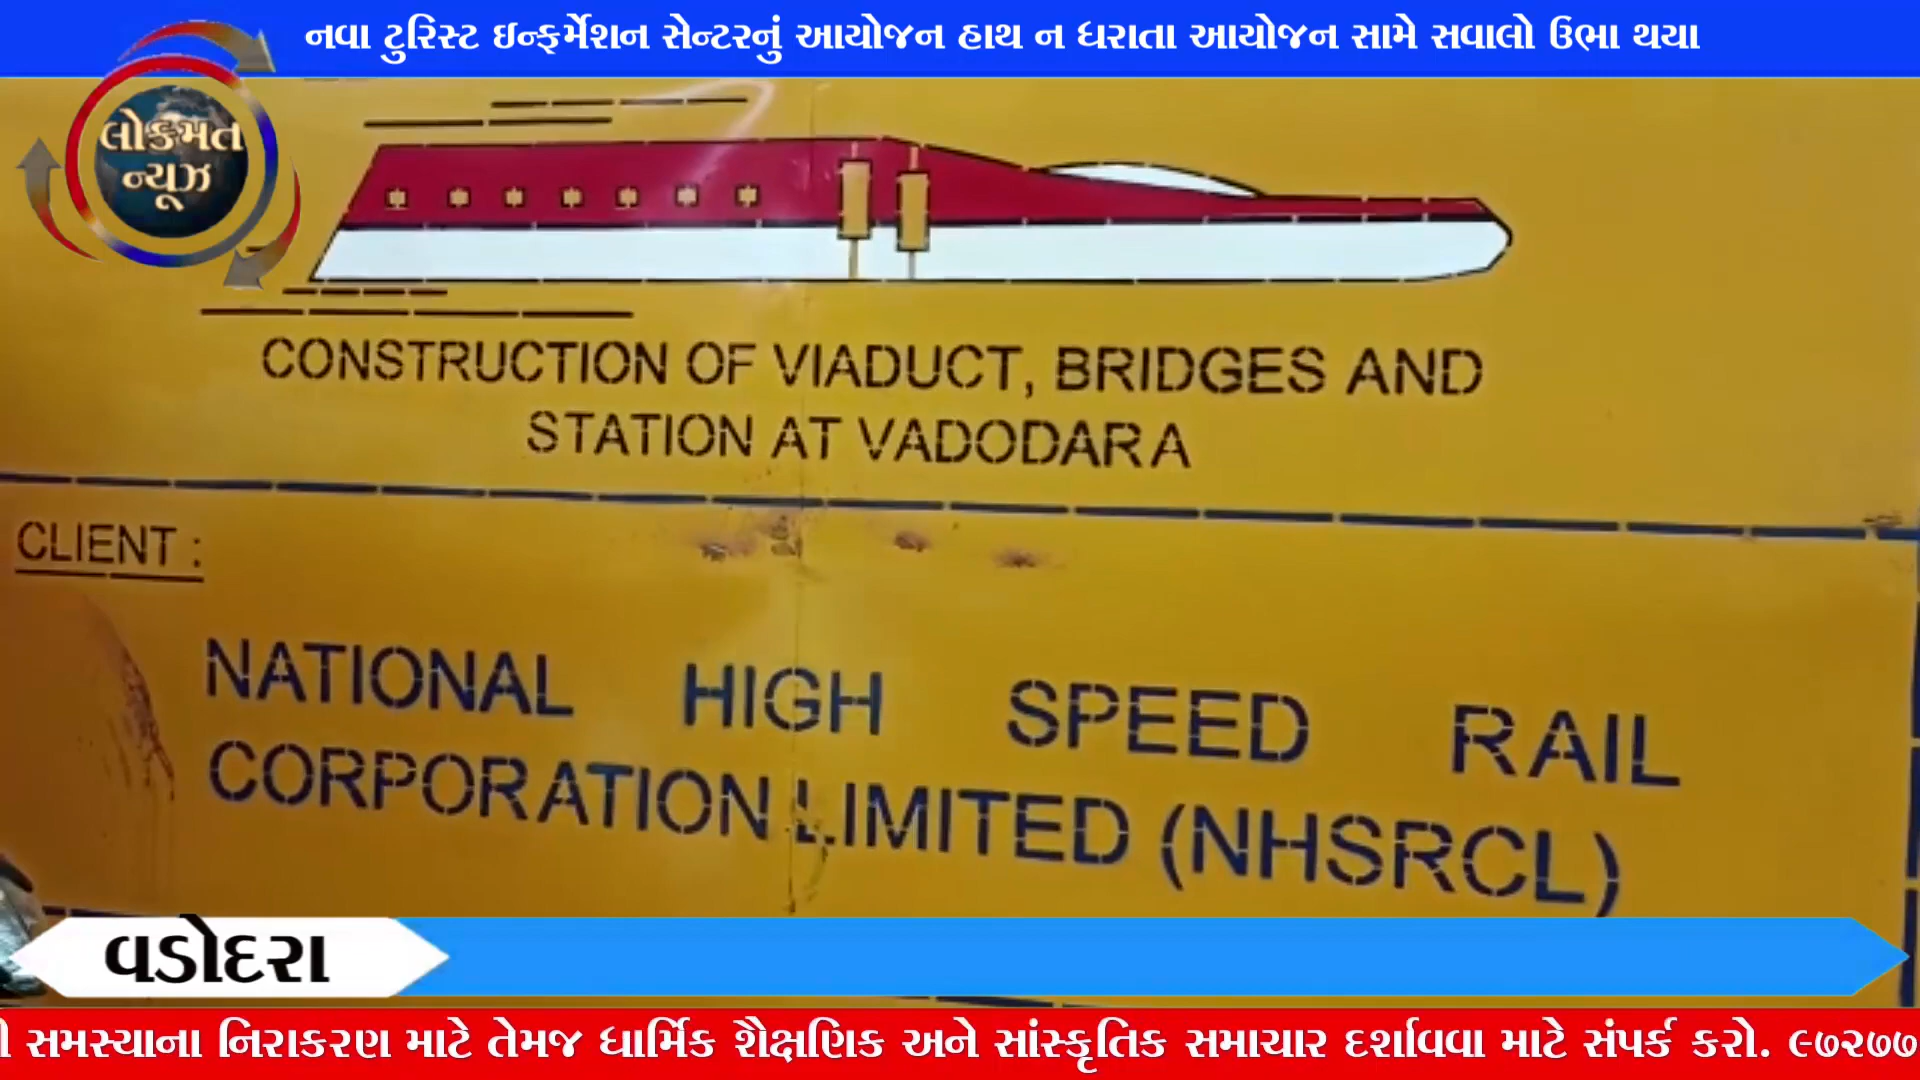 નવા ટુરિસ્ટ ઇન્ફર્મેશન સેન્ટરનું આયોજન હાથ ન ધરાતા આયોજન સામે સવાલો ઉભા થયા
લોકમત
ન્યૂઝ
CONSTRUCTION OF VIADUCT, BRIDGES AND
STATION AT VADODARA
CLIENT :
NATIONAL HIGH SPEED RAIL
CORPORATION LIMITED (NHSRCL)
વડોદરા
સમસ્યાના નિરાકરણ માટે તેમજ ધાર્મિક શૈક્ષણિક અને સાંસ્કૃતિક સમાચાર દર્શાવવા માટે સંપર્ક કરો. ૯૭૨૭૭